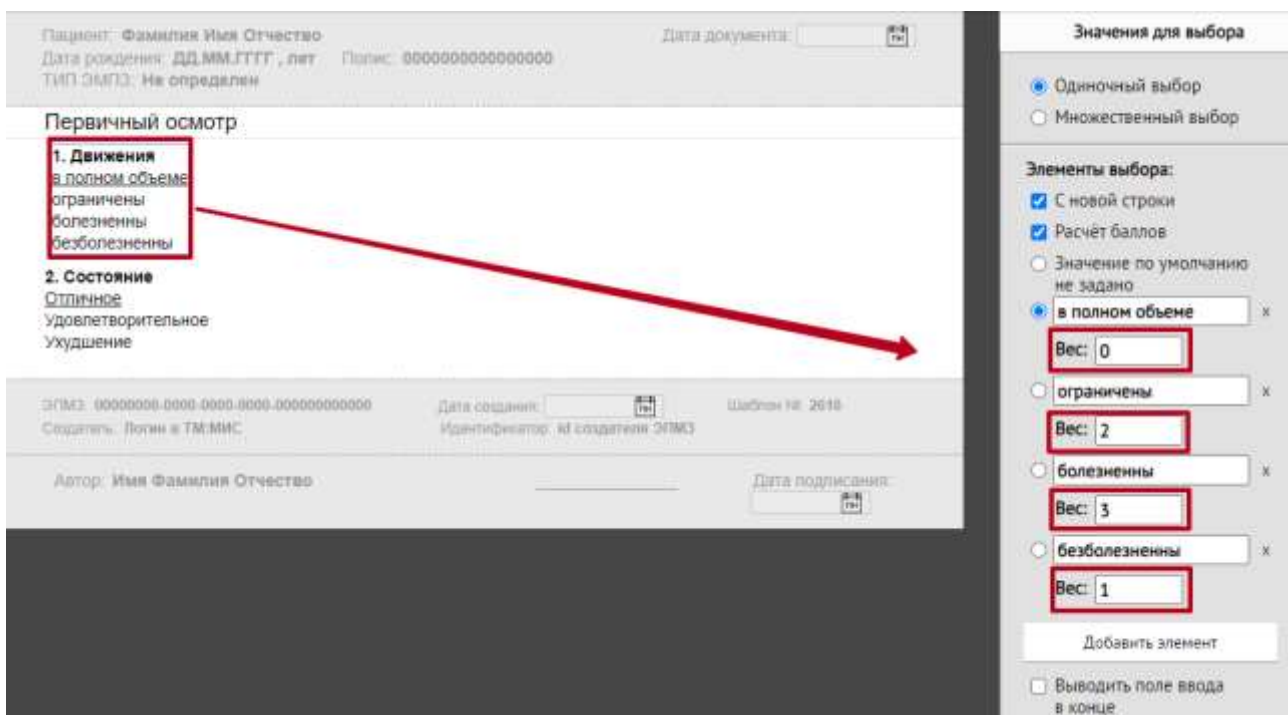 Пациент: Фамилия Имя Отчество Дата документа:
Дата рождения: ДД.ММ.ГГГГ , лет Полис: 0000000000000000
ТИП ЭМПЗ: Не определен
Первичный осмотр
1. Движения
в полном объеме
ограничены
болезненны
безболезненны
2. Состояние
Отличное
Удовлетворительное
Ухудшение
ЭПМЗ: 00000000-0000-0000-0000-000000000000 Дата создания: Шаблон №: 2610
Создатель: Логин в ТМ:МИС Идентификатор: id создателя ЭПМЗ
Автор: Имя Фамилия Отчество Дата подписания:
Значения для выбора
Одиночный выбор
Множественный выбор
Элементы выбора:
С новой строки
Расчёт баллов
Значение по умолчанию
не задано
в полном объеме x
Вес: 0
ограничены x
Вес: 2
болезненны x
Вес: 3
безболезненны x
Вес: 1
Добавить элемент
Выводить поле ввода
в конце